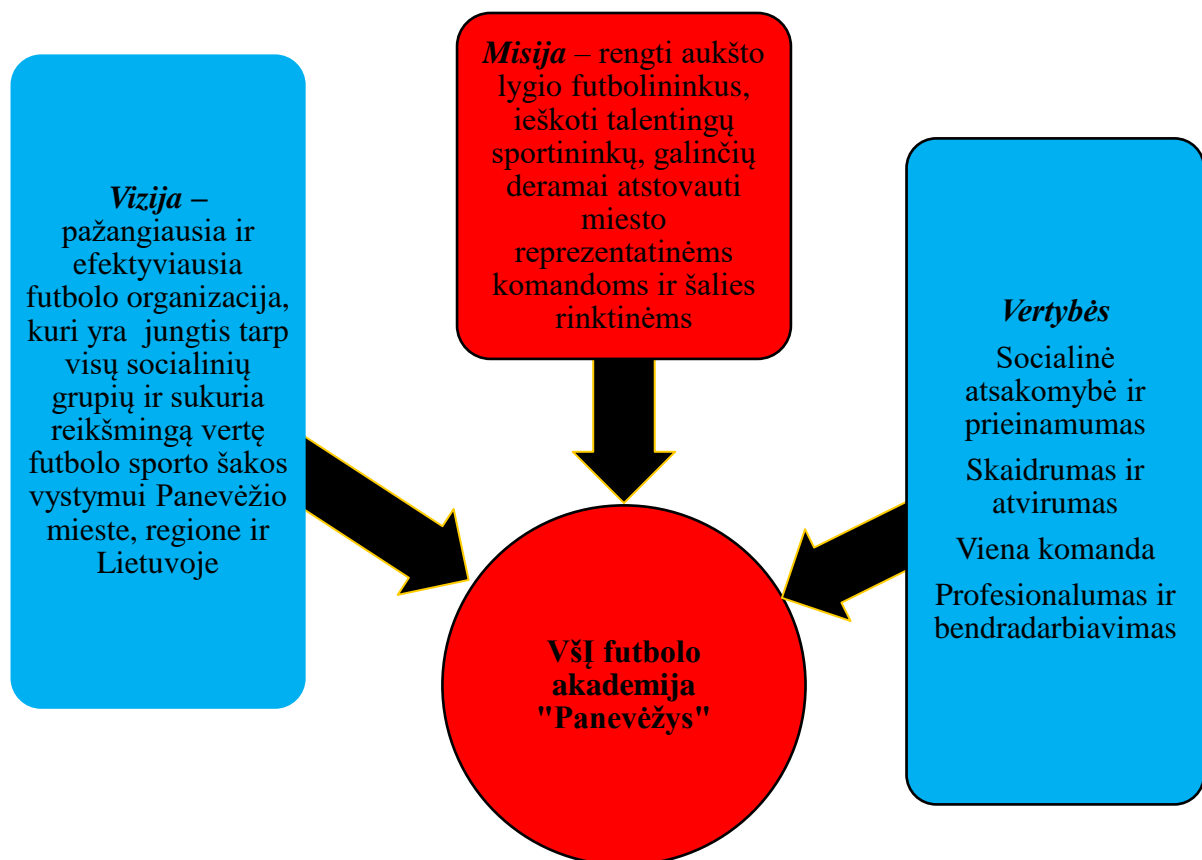 Vizija –
pažangiausia ir
efektyviausia
futbolo organizacija,
kuri yra  jungtis tarp
visų socialinių
grupių ir sukuria
reikšmingą vertę
futbolo sporto šakos
vystymui Panevėžio
mieste, regione ir
Lietuvoje
Misija – rengti aukšto
lygio futbolininkus,
ieškoti talentingų
sportininkų, galinčių
deramai atstovauti
miesto
reprezentatinėms
komandoms ir šalies
rinktinėms
Vertybės
Socialinė
atsakomybė ir
prieinamumas
Skaidrumas ir
atvirumas
Viena komanda
Profesionalumas ir
bendradarbiavimas
VšĮ futbolo
akademija
"Panevėžys"